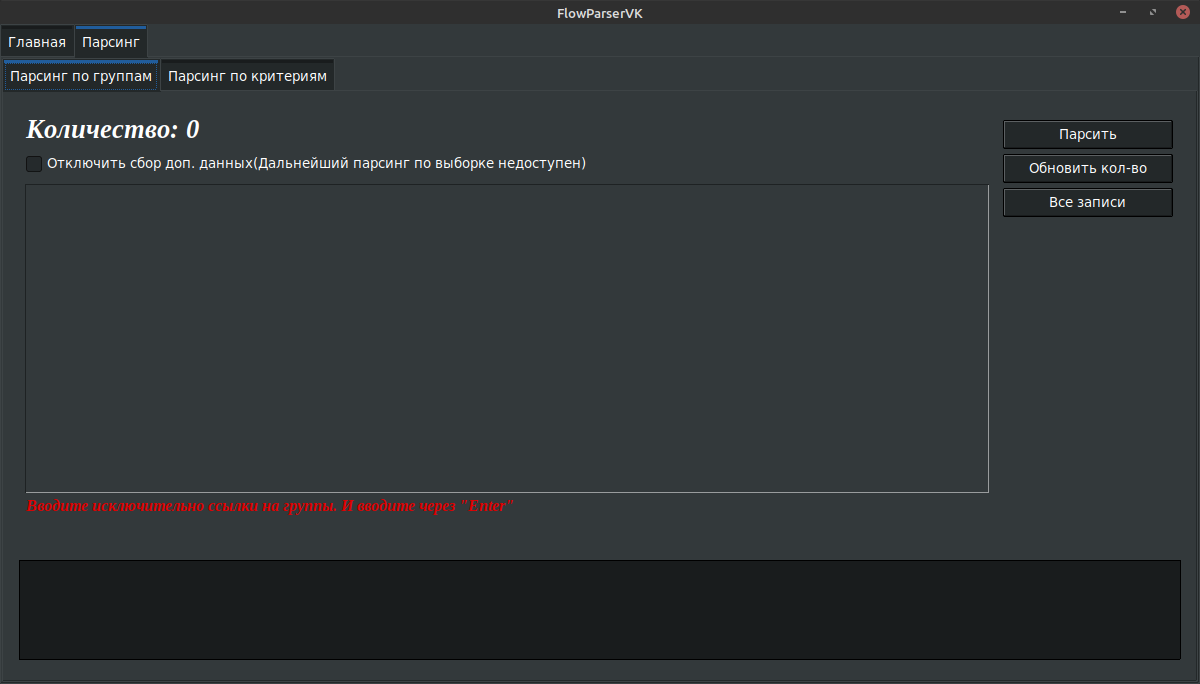 FlowParserVK
Главная Парсинг
Парсинг по группам Парсинг по критериям
Количество: 0
Отключить сбор доп. данных(Дальнейший парсинг по выборке недоступен)
Парсить
Обновить кол-во
Все записи
Вводите исключительно ссылки на группы. И вводите через "Enter"